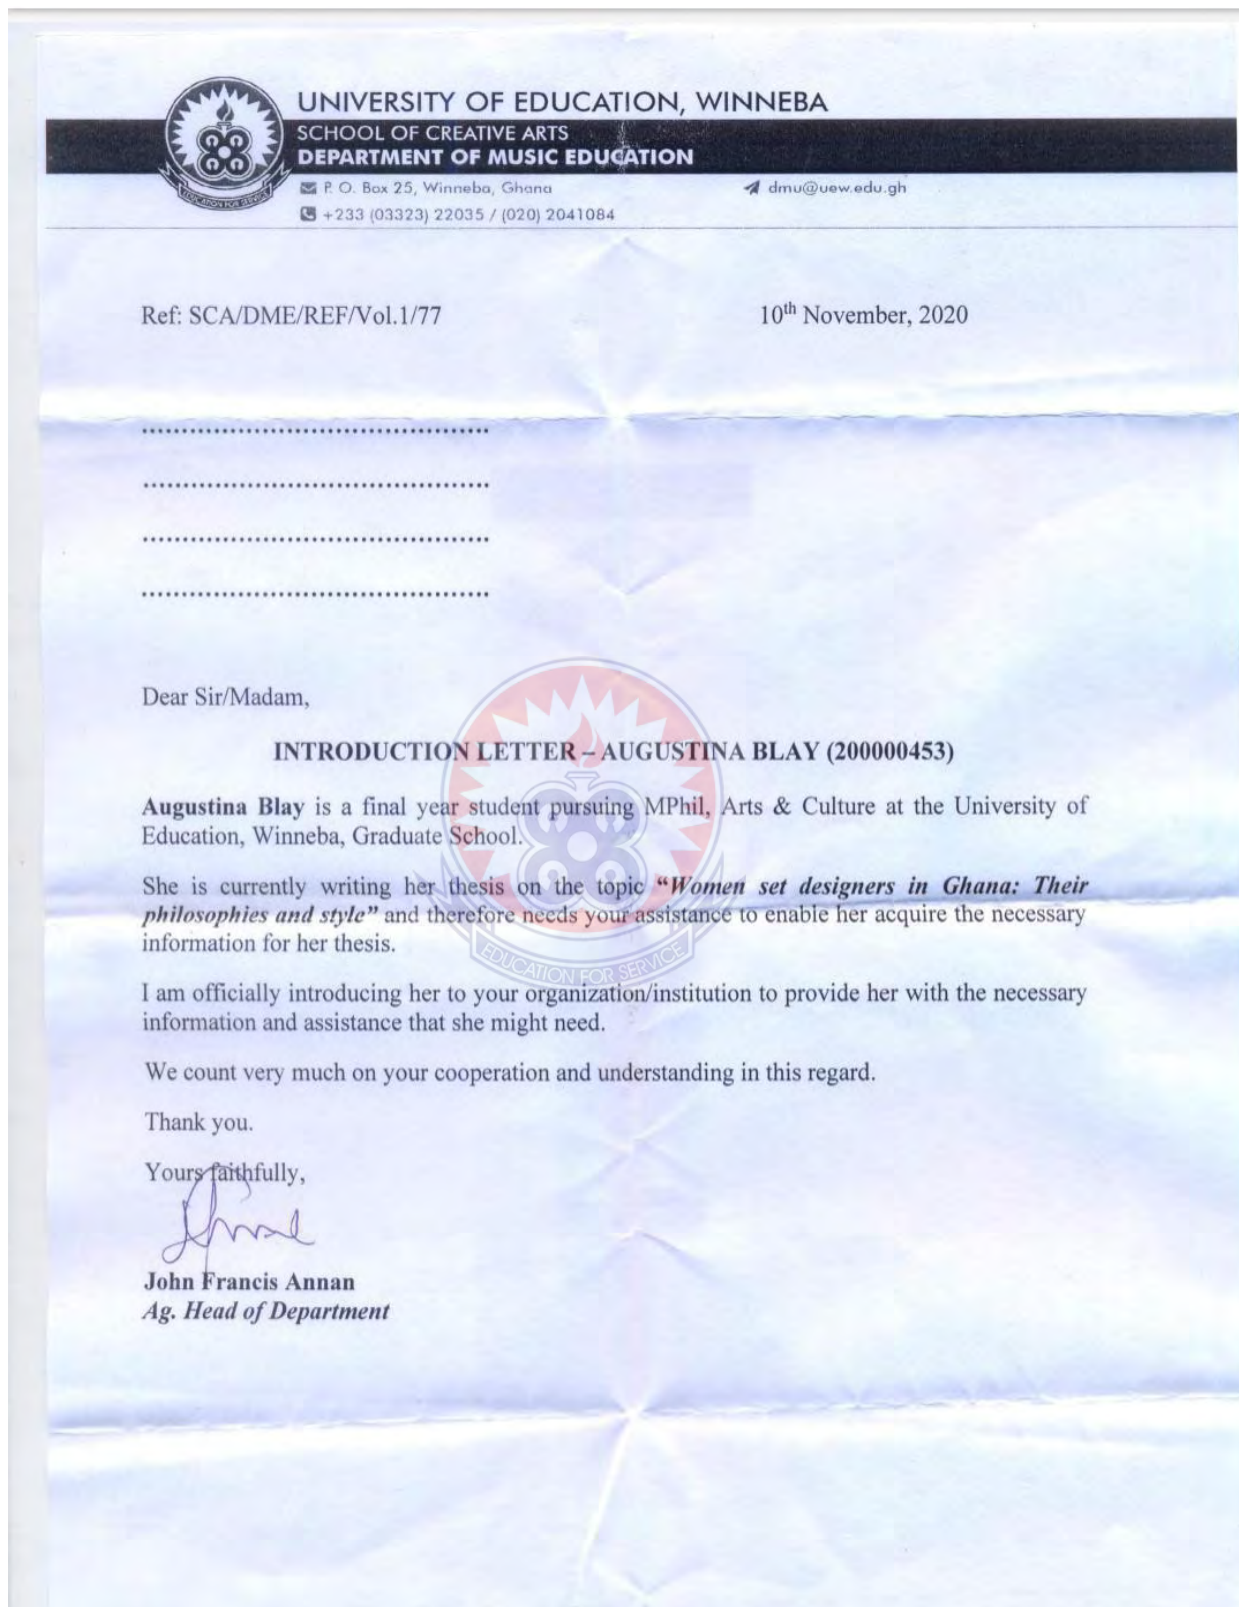 UNIVERSITY OF EDUCATION, WINNEBA
SCHOOL OF CREATIVE ARTS
DEPARTMENT OF MUSIC EDUCATION
P. O. Box 25, Winneba, Ghana
dmu@uew.edu.gh
+233 (03323) 22035 / (020) 2041084
EDUCATION FOR SERVICE
Ref: SCA/DME/REF/Vol.1/77
10th November, 2020
............................................
............................................
............................................
............................................
Dear Sir/Madam,
INTRODUCTION LETTER – AUGUSTINA BLAY (200000453)
Augustina Blay is a final year student pursuing MPhil, Arts & Culture at the University of
Education, Winneba, Graduate School.
She is currently writing her thesis on the topic “Women set designers in Ghana: Their
philosophies and style” and therefore needs your assistance to enable her acquire the necessary
information for her thesis.
EDUCATION FOR SERVICE
I am officially introducing her to your organization/institution to provide her with the necessary
information and assistance that she might need.
We count very much on your cooperation and understanding in this regard.
Thank you.
Yours faithfully,
John Francis Annan
Ag. Head of Department